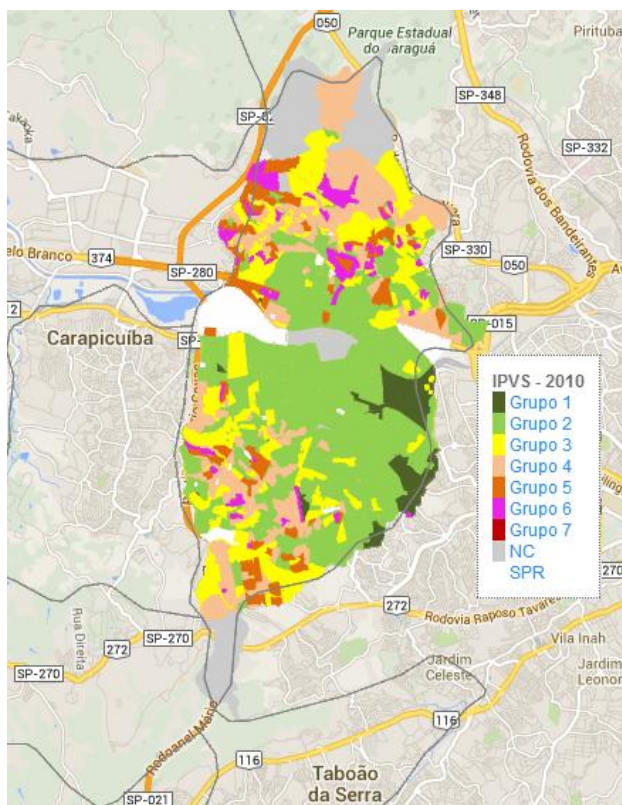 050
Parque Estadual
do Jaraguá
Pirituba
SP-348
SP-332
Rodovia dos Bandeirantes
SP-330
050
elo Branco
374
SP-280
SP-015
Carapicuíba
IPVS - 2010
Grupo 1
Grupo 2
Grupo 3
Grupo 4
Grupo 5
Grupo 6
Grupo 7
NC
SPR
270
272
Rodovia Raposo Tavares
Rua Direita
272
SP-270
SP-270
Vila Inah
Jardim
Celeste
Jardim
Leonor
116
Rodoanel Mário
116
Taboão
da Serra
SP-021